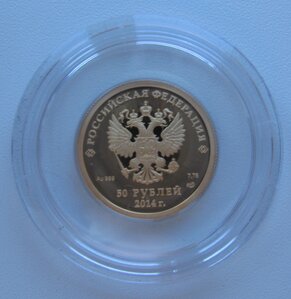 РОССИЙСКАЯ ФЕДЕРАЦИЯ
Au 999
7,78
50 РУБЛЕЙ
2014 г.